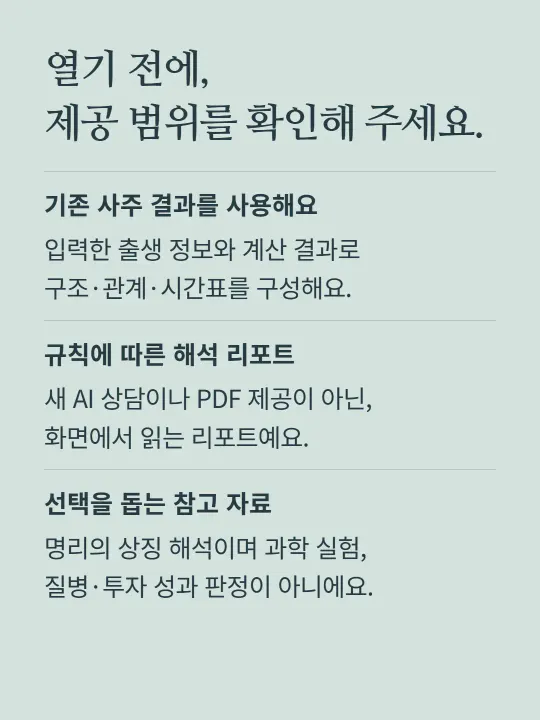 열기 전에,
제공 범위를 확인해 주세요.
기존 사주 결과를 사용해요
입력한 출생 정보와 계산 결과로
구조·관계·시간표를 구성해요.
규칙에 따른 해석 리포트
새 AI 상담이나 PDF 제공이 아닌,
화면에서 읽는 리포트예요.
선택을 돕는 참고 자료
명리의 상징 해석이며 과학 실험,
질병·투자 성과 판정이 아니에요.